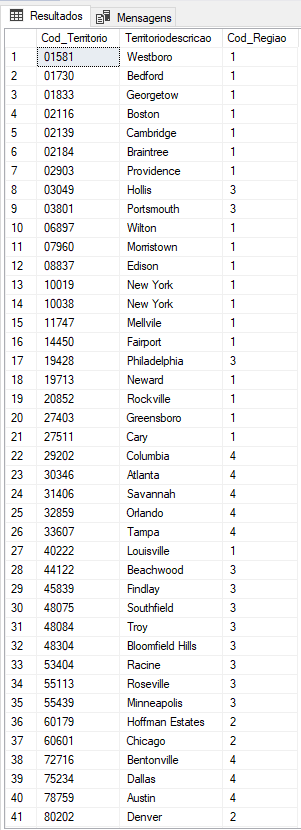 Resultados Mensagens
Cod_Territorio Territoriodescricao Cod_Regiao
1 01581 Westboro 1
2 01730 Bedford 1
3 01833 Georgetow 1
4 02116 Boston 1
5 02139 Cambridge 1
6 02184 Braintree 1
7 02903 Providence 1
8 03049 Hollis 3
9 03801 Portsmouth 3
10 06897 Wilton 1
11 07960 Morristown 1
12 08837 Edison 1
13 10019 New York 1
14 10038 New York 1
15 11747 Mellvile 1
16 14450 Fairport 1
17 19428 Philadelphia 3
18 19713 Neward 1
19 20852 Rockville 1
20 27403 Greensboro 1
21 27511 Cary 1
22 29202 Columbia 4
23 30346 Atlanta 4
24 31406 Savannah 4
25 32859 Orlando 4
26 33607 Tampa 4
27 40222 Louisville 1
28 44122 Beachwood 3
29 45839 Findlay 3
30 48075 Southfield 3
31 48084 Troy 3
32 48304 Bloomfield Hills 3
33 53404 Racine 3
34 55113 Roseville 3
35 55439 Minneapolis 3
36 60179 Hoffman Estates 2
37 60601 Chicago 2
38 72716 Bentonville 4
39 75234 Dallas 4
40 78759 Austin 4
41 80202 Denver 2